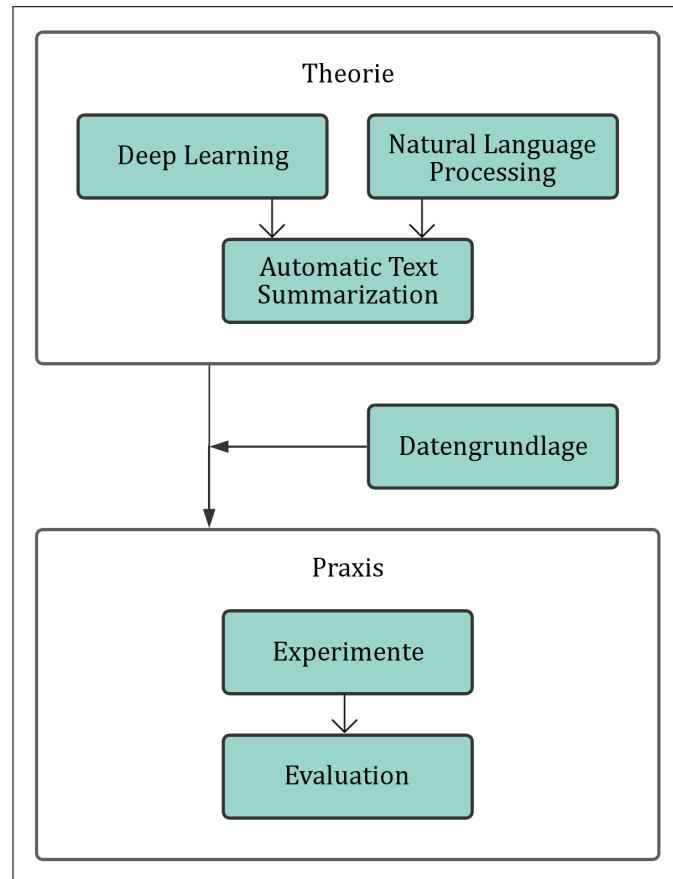 Theorie
Deep Learning
Natural Language
Processing
Automatic Text
Summarization
Datengrundlage
Praxis
Experimente
Evaluation